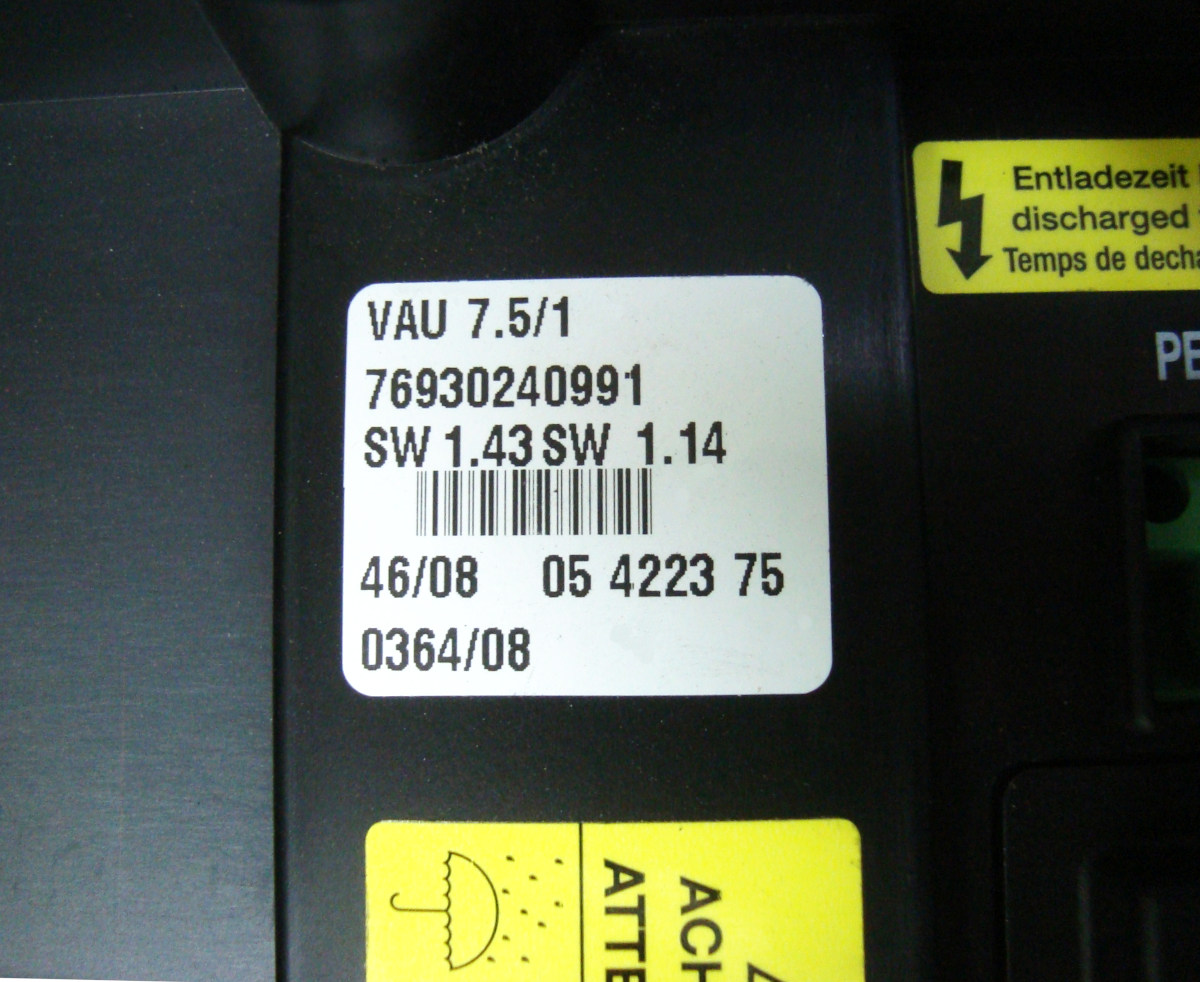 Entladezeit
discharged
Temps de decha
PE
VAU 7.5/1
76930240991
SW 1.43 SW 1.14
46/08 05 4223 75
0364/08
ACH
ATTE